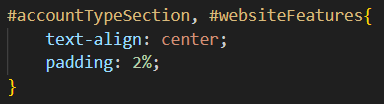 #accountTypeSection, #websiteFeatures{
    text-align: center;
    padding: 2%;
}